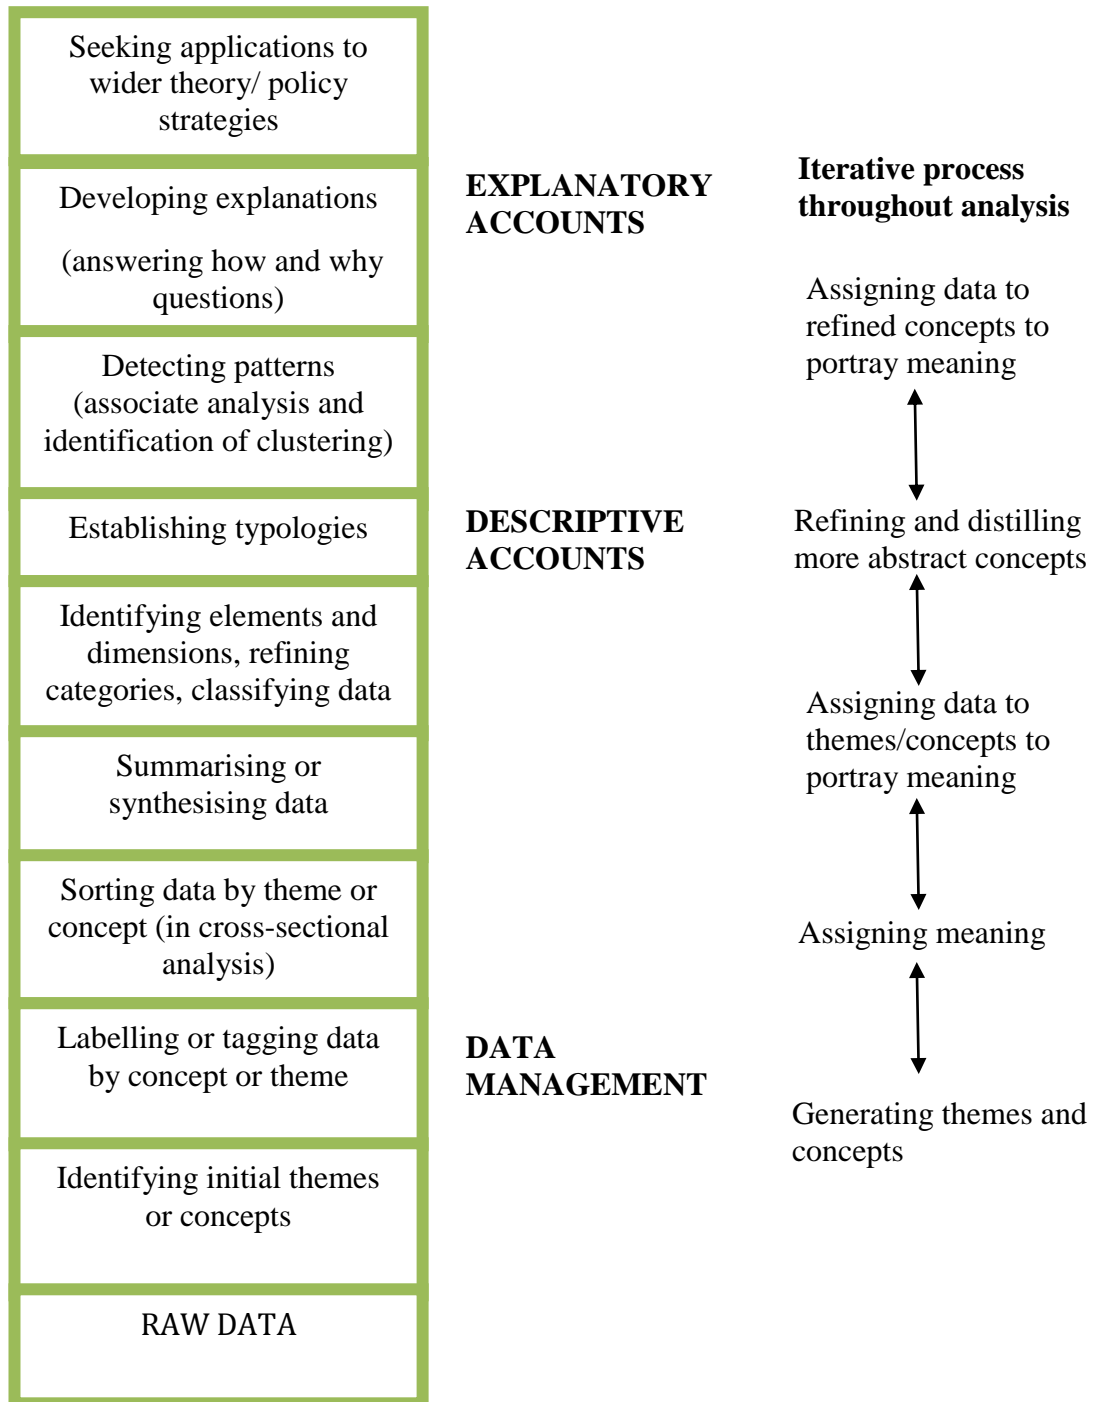 Seeking applications to
wider theory/ policy
strategies
Developing explanations
(answering how and why
questions)
Detecting patterns
(associate analysis and
identification of clustering)
Establishing typologies
Identifying elements and
dimensions, refining
categories, classifying data
Summarising or
synthesising data
Sorting data by theme or
concept (in cross-sectional
analysis)
Labelling or tagging data
by concept or theme
Identifying initial themes
or concepts
RAW DATA
EXPLANATORY
ACCOUNTS
DESCRIPTIVE
ACCOUNTS
DATA
MANAGEMENT
Iterative process
throughout analysis
Assigning data to
refined concepts to
portray meaning
Refining and distilling
more abstract concepts
Assigning data to
themes/concepts to
portray meaning
Assigning meaning
Generating themes and
concepts